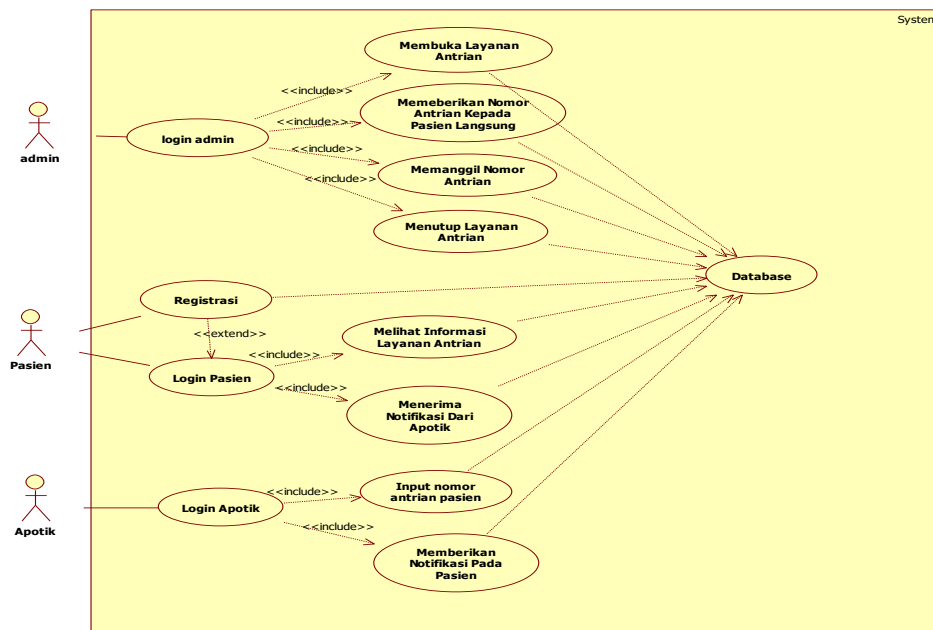 System
Membuka Layanan
Antrian
<<include>>
Memeberikan Nomor
Antrian Kepada
Pasien Langsung
<<include>>
admin
login admin
<<include>>
Memanggil Nomor
Antrian
<<include>>
Menutup Layanan
Antrian
Database
Registrasi
<<extend>>
Pasien
Login Pasien
<<include>>
Melihat Informasi
Layanan Antrian
<<include>>
Menerima
Notifikasi Dari
Apotik
Apotik
Login Apotik
<<include>>
Input nomor
antrian pasien
<<include>>
Memberikan
Notifikasi Pada
Pasien